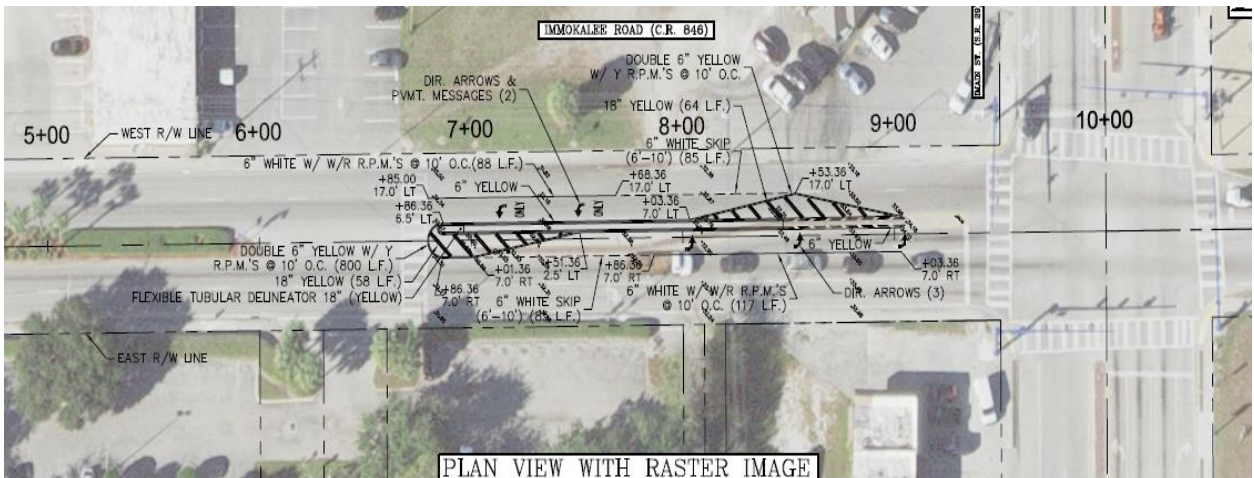 IMMOKALEE ROAD (C.R. 846)
DOUBLE 6" YELLOW
W/ Y R.P.M.'S @ 10' O.C.
DIR. ARROWS &
PVMT. MESSAGES (2)
18" YELLOW (64 L.F.)
5+00
WEST R/W LINE
6+00
7+00
8+00
9+00
10+00
6" WHITE SKIP
(6'-10') (85 L.F.)
6" WHITE W/ W/R R.P.M.'S @ 10' O.C.(88 L.F.)
+85.00
17.0' LT
6" YELLOW
+68.36
17.0' LT
+53.36
17.0' LT
+86.36
6.5' LT
ONLY
ONLY
+03.36
7.0' LT
DOUBLE 6" YELLOW W/ Y
R.P.M.'S @ 10' O.C. (800 L.F.)
18" YELLOW (58 L.F.)
FLEXIBLE TUBULAR DELINEATOR 18" (YELLOW)
+86.36
7.0' RT
+01.36
7.0' RT
+51.36
2.5' LT
+86.36
7.0' RT
6" YELLOW
+03.36
7.0' RT
6" WHITE SKIP
(6'-10') (85 L.F.)
6" WHITE W/ W/R R.P.M.'S
@ 10' O.C. (117 L.F.)
DIR. ARROWS (3)
EAST R/W LINE
PLAN VIEW WITH RASTER IMAGE